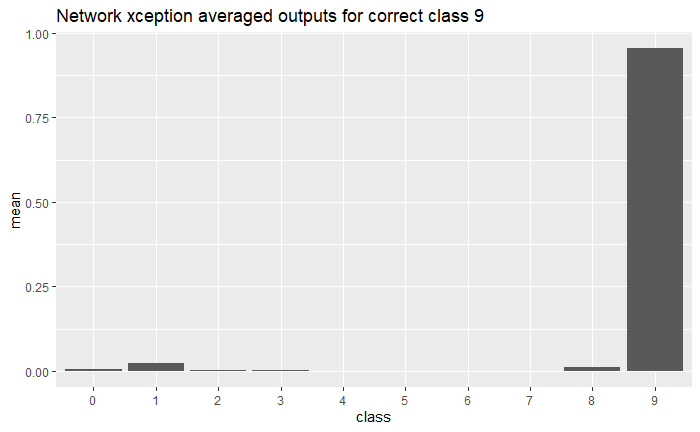 Network xception averaged outputs for correct class 9
1.00
0.75
0.50
0.25
0.00
mean
0 1 2 3 4 5 6 7 8 9
class